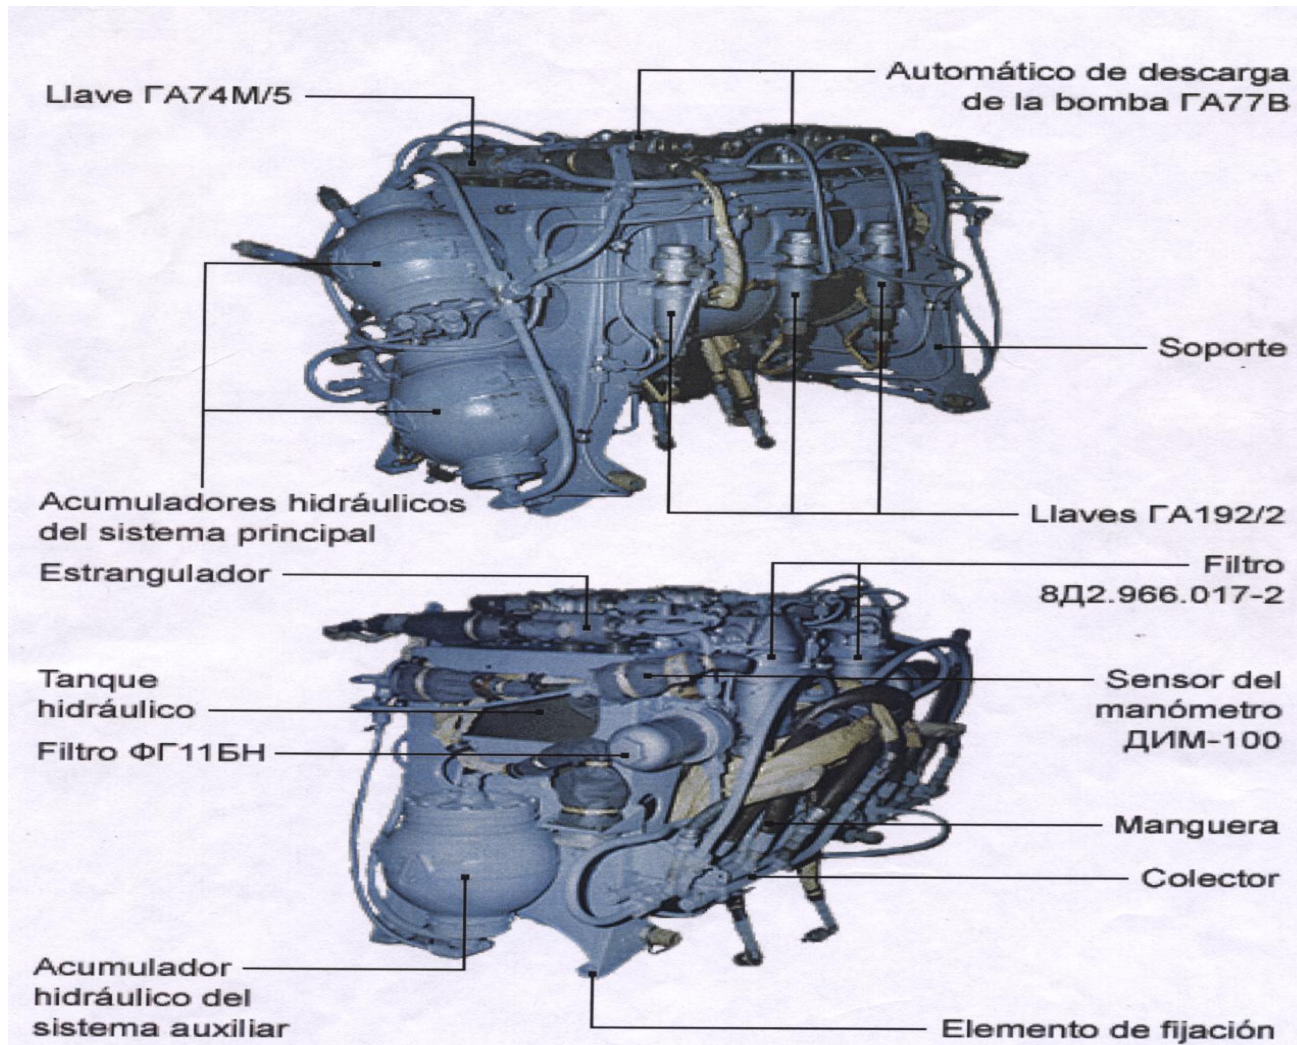 Llave ГА74М/5
Automático de descarga
de la bomba ГА77В
Soporte
Acumuladores hidráulicos
del sistema principal
Llaves ГА192/2
Estrangulador
Filtro
8Д2.966.017-2
Tanque
hidráulico
Sensor del
manómetro
ДИМ-100
Filtro ФГ11БН
Manguera
Colector
Acumulador
hidráulico del
sistema auxiliar
Elemento de fijación